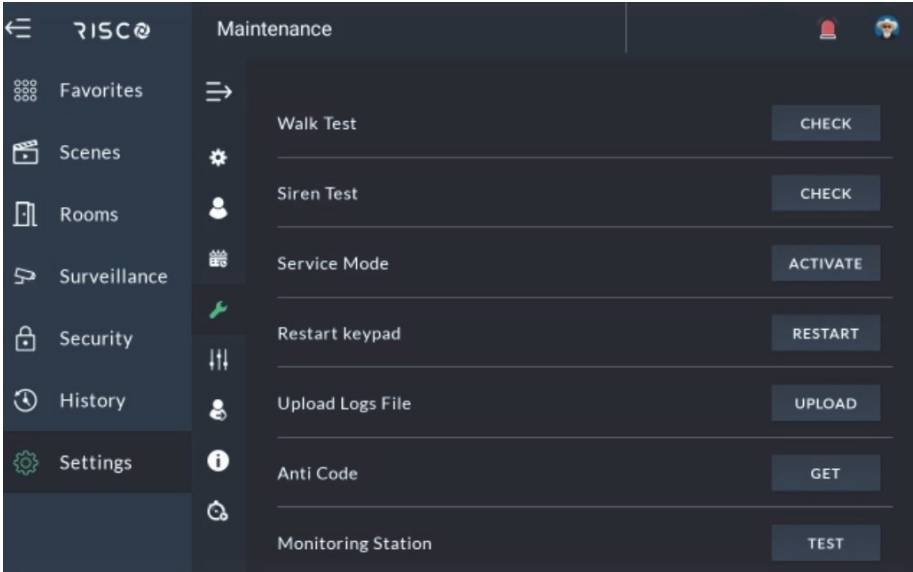 RISCO
Maintenance
Favorites
Scenes
Rooms
Surveillance
Security
History
Settings
Walk Test
CHECK
Siren Test
CHECK
Service Mode
ACTIVATE
Restart keypad
RESTART
Upload Logs File
UPLOAD
Anti Code
GET
Monitoring Station
TEST